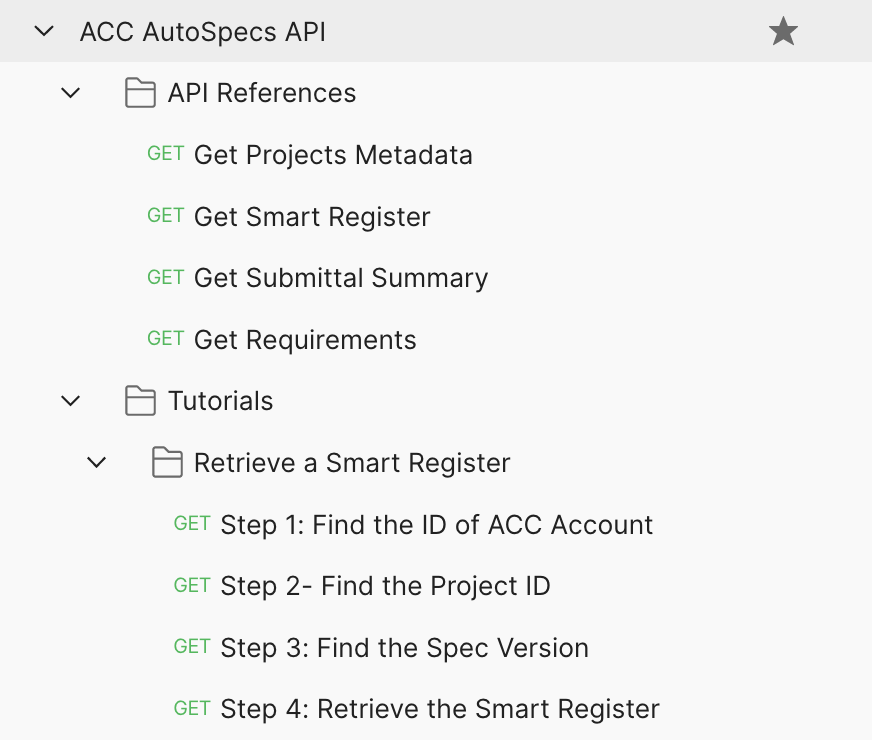 ACC AutoSpecs API
API References
GET Get Projects Metadata
GET Get Smart Register
GET Get Submittal Summary
GET Get Requirements
Tutorials
Retrieve a Smart Register
GET Step 1: Find the ID of ACC Account
GET Step 2- Find the Project ID
GET Step 3: Find the Spec Version
GET Step 4: Retrieve the Smart Register